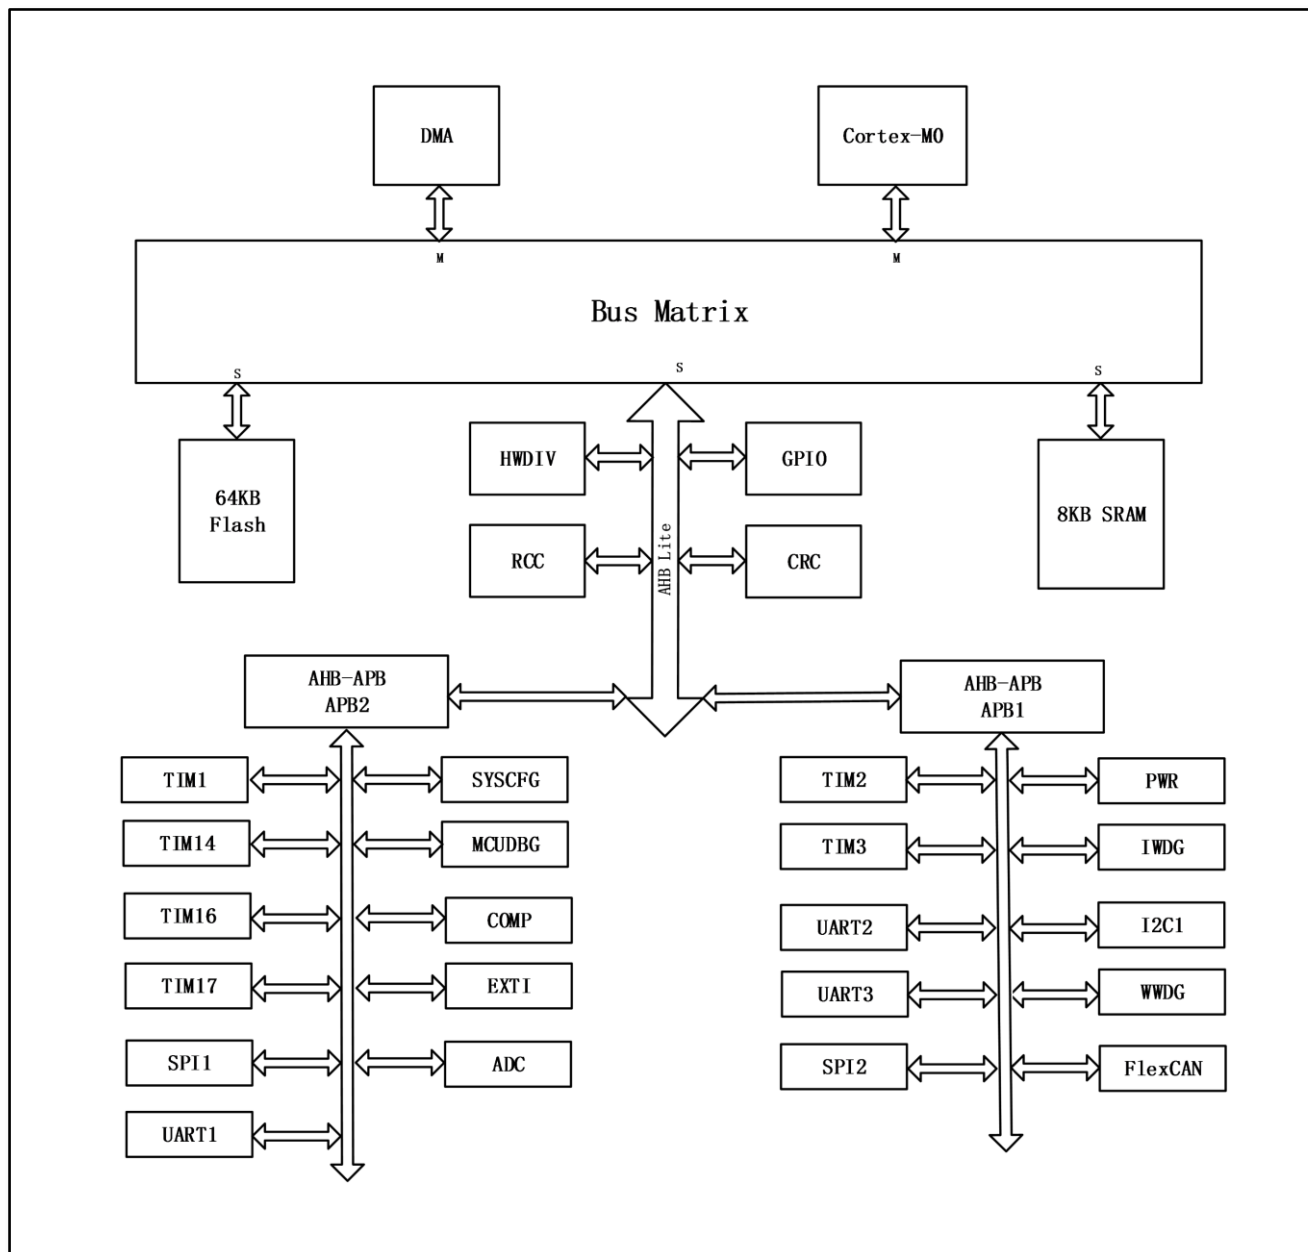 DMA
Cortex-M0
M
M
Bus Matrix
S
S
S
HWDIV
GPIO
64KB
Flash
8KB SRAM
AHB Lite
RCC
CRC
AHB-APB
APB2
AHB-APB
APB1
TIM1
SYSCFG
TIM2
PWR
TIM14
MCUDBG
TIM3
IWDG
TIM16
COMP
UART2
I2C1
TIM17
EXTI
UART3
WWDG
SPI1
ADC
SPI2
FlexCAN
UART1